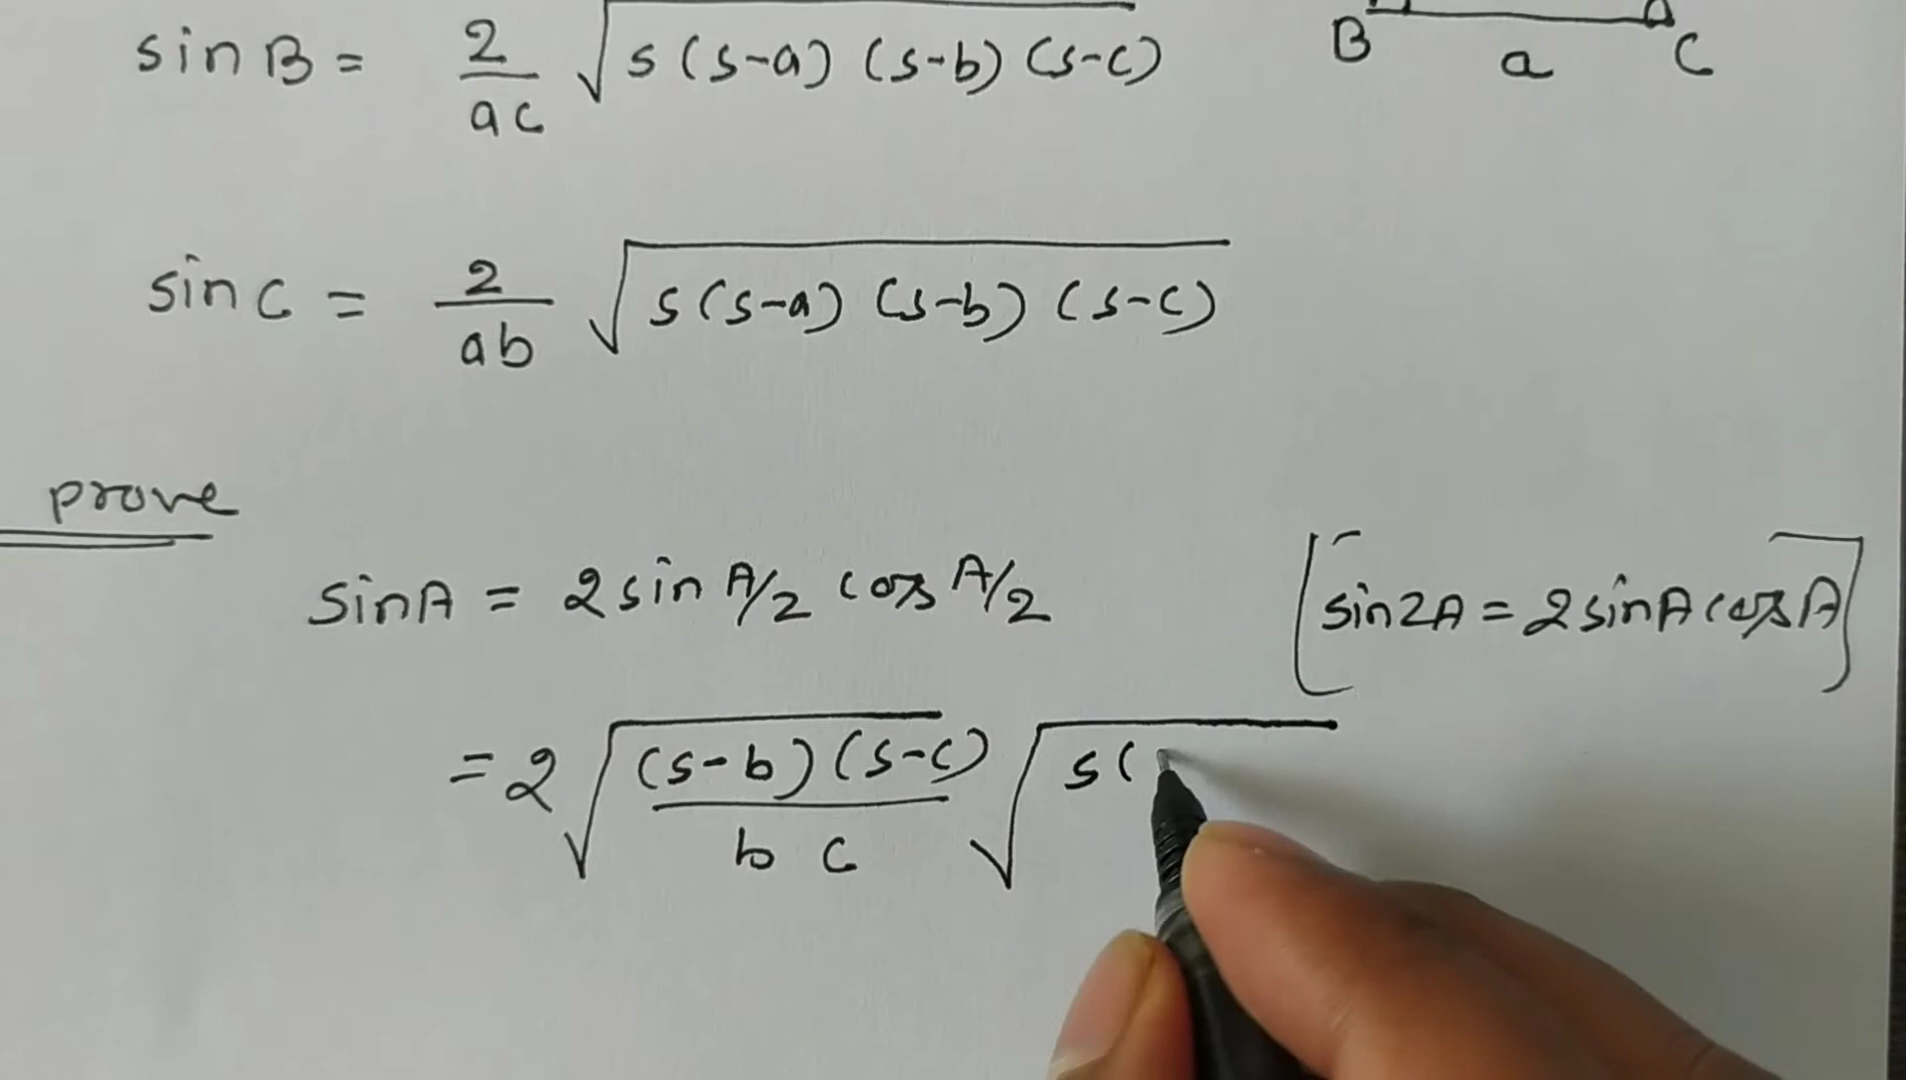 sin B = 2/ac √s(s-a)(s-b)(s-c)
B a C
sin C = 2/ab √s(s-a)(s-b)(s-c)
prove
sinA = 2sin A/2 cos A/2 [sin2A = 2sinA cosA]
= 2 √(s-b)(s-c)/bc √s(